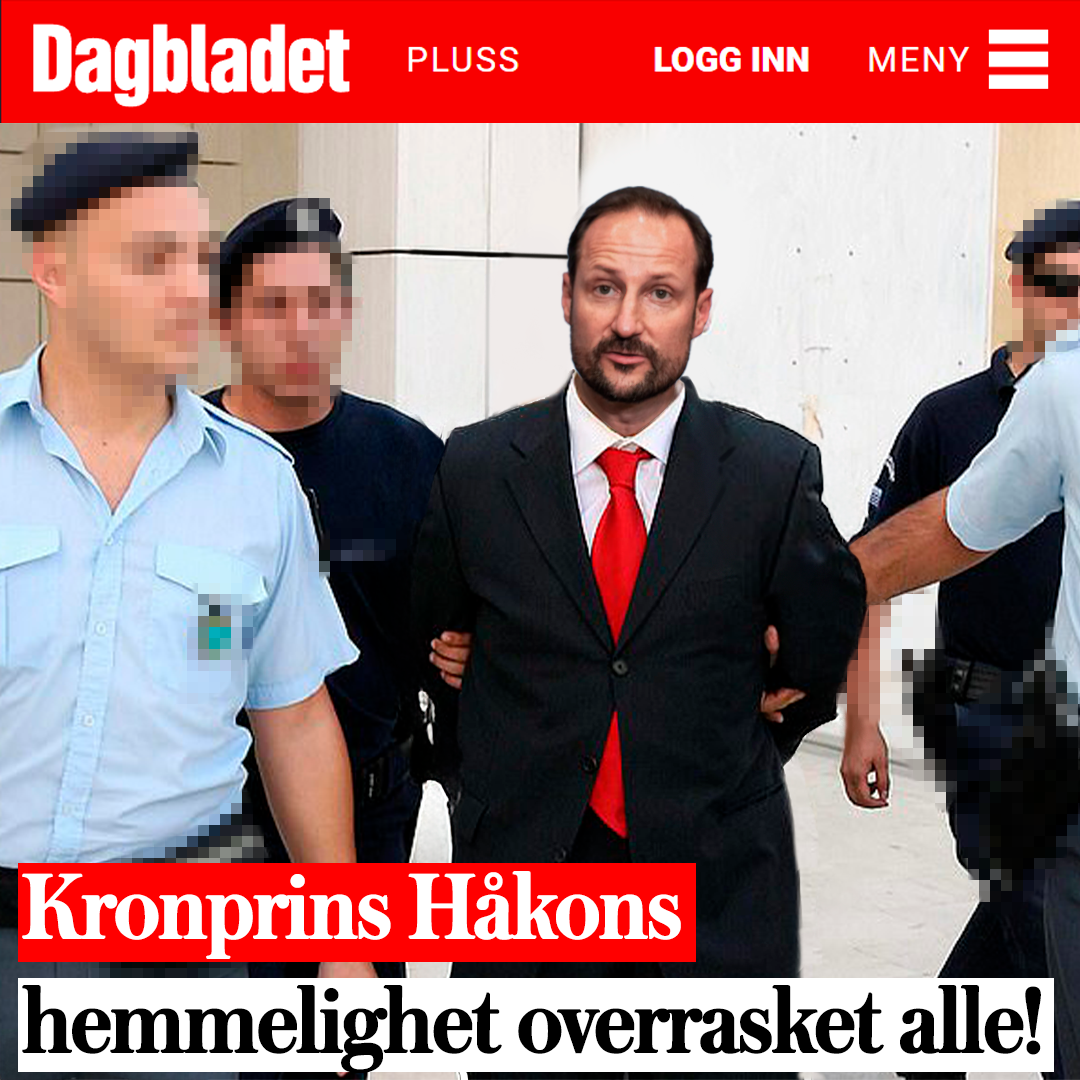 Dagbladet PLUSS LOGG INN MENY
Kronprins Håkons
hemmelighet overrasket alle!